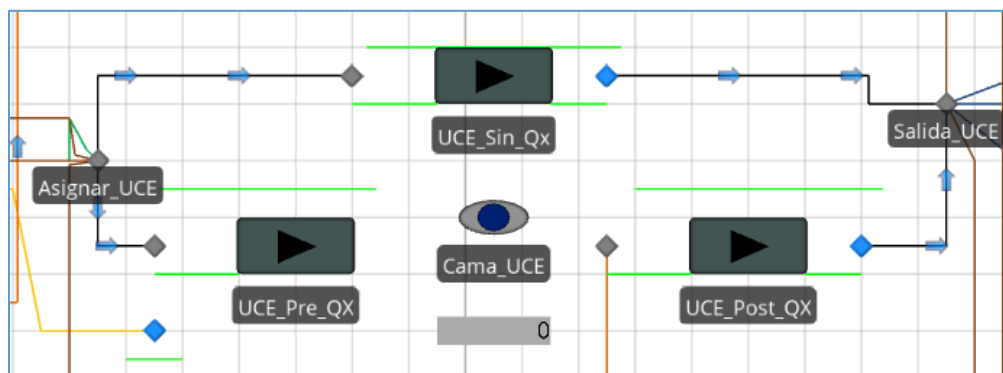 UCE_Sin_Qx
Salida_UCE
Asignar_UCE
Cama_UCE
UCE_Pre_QX
UCE_Post_QX
0